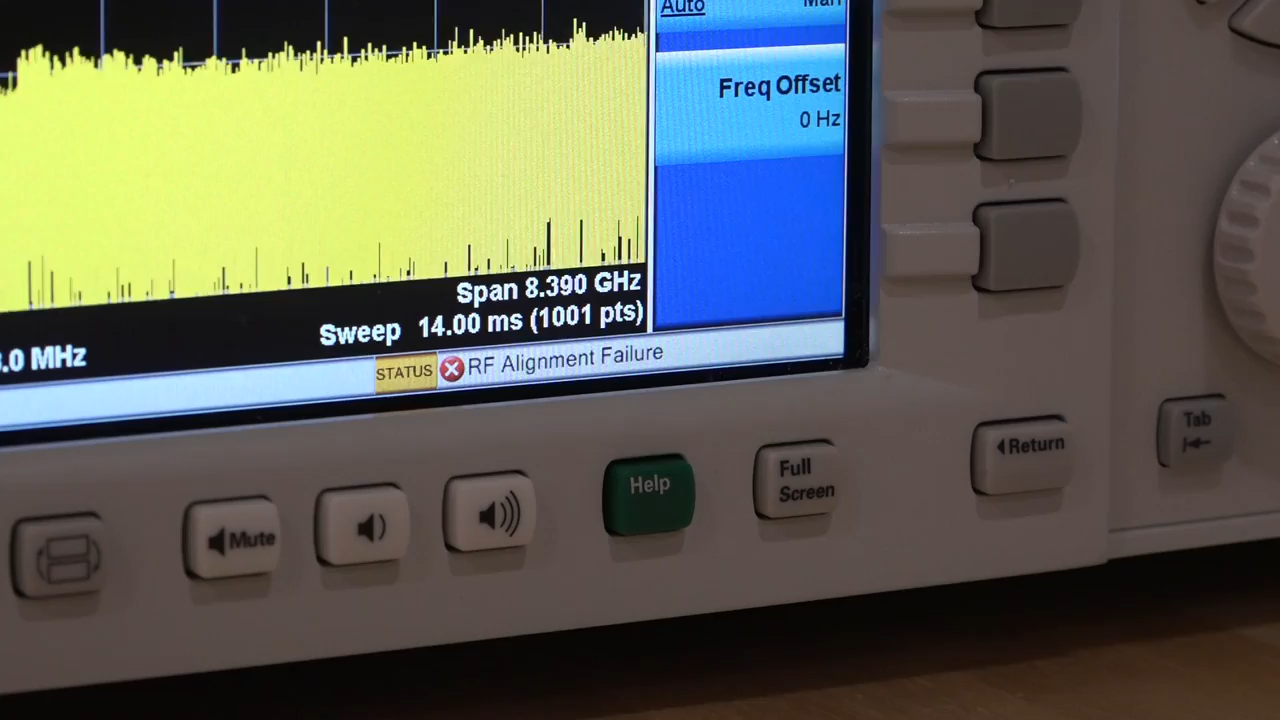 Auto Man
Freq Offset
0 Hz
Span 8.390 GHz
Sweep 14.00 ms (1001 pts)
.0 MHz
STATUS RF Alignment Failure
Mute
Help
Full
Screen
Return
Tab